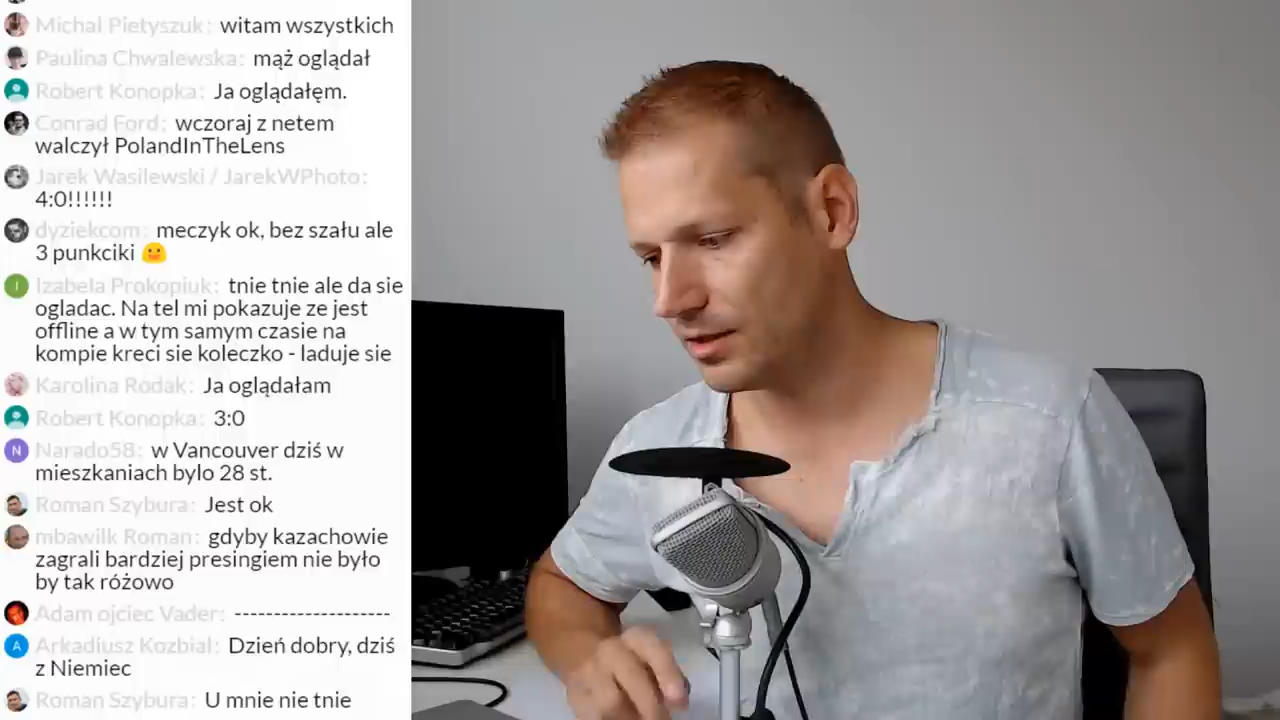 Michal Pietyszuk: witam wszystkich
Paulina Chwalewska: mąż oglądał
Robert Konopka: Ja oglądałęm.
Conrad Ford: wczoraj z netem
walczył PolandInTheLens
Jarek Wasilewski / JarekWPhoto:
4:0!!!!!!
dyziekcom: meczyk ok, bez szału ale
3 punkciki
I Izabela Prokopiuk: tnie tnie ale da sie
ogladac. Na tel mi pokazuje ze jest
offline a w tym samym czasie na
kompie kreci sie koleczko - laduje sie
Karolina Rodak: Ja oglądałam
Robert Konopka: 3:0
N Narado58: w Vancouver dziś w
mieszkaniach bylo 28 st.
Roman Szybura: Jest ok
mbawilk Roman: gdyby kazachowie
zagrali bardziej presingiem nie było
by tak różowo
Adam ojciec Vader: --------------------
A Arkadiusz Kozbial: Dzień dobry, dziś
z Niemiec
Roman Szybura: U mnie nie tnie